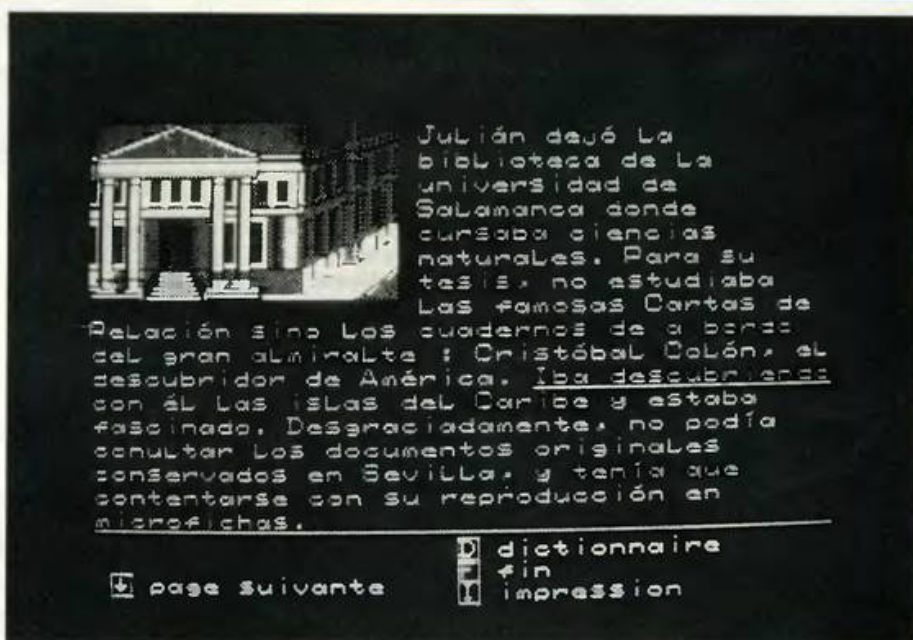 Julián dejó la
biblioteca de la
universidad de
Salamanca donde
cursaba ciencias
naturales. Para su
tesis, no estudiaba
las famosas Cartas de
Relación sino los cuadernos de a bordo
del gran almiralte : Cristóbal Colón, el
descubridor de América. Iba descubriendo
con él las islas del Caribe y estaba
fascinado. Desgraciadamente, no podía
conultar los documentos originales
conservados en Sevilla, y tenía que
contentarse con su reproducción en
microfichas.
D dictionnaire
F fin
↓ page suivante
I impression